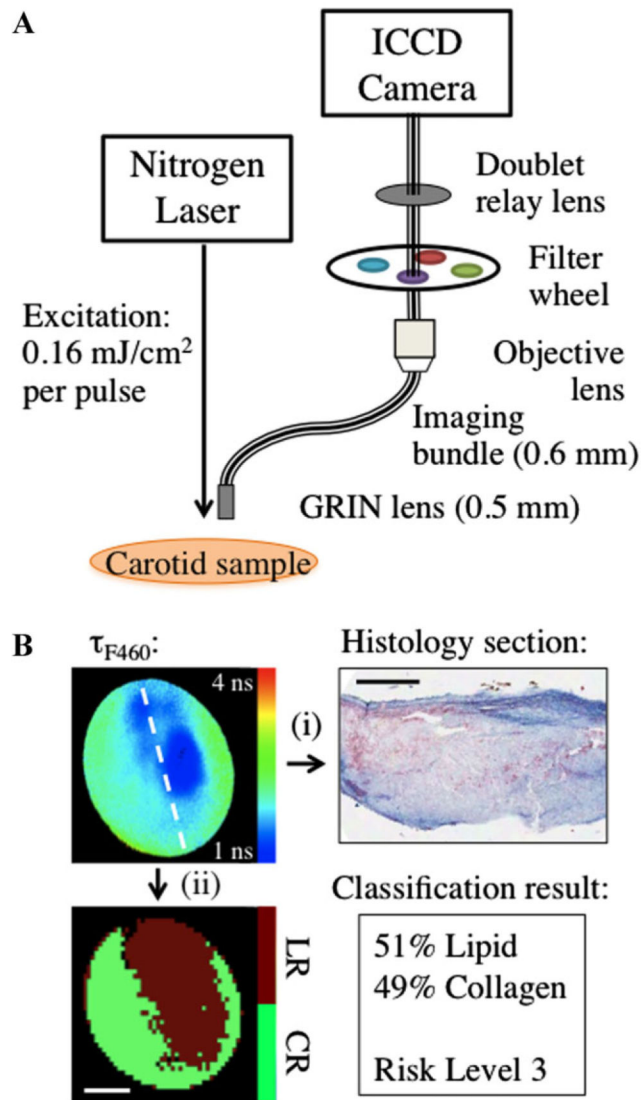 A
ICCD
Camera
Nitrogen
Laser
Doublet
relay lens
Filter
wheel
Excitation:
0.16 mJ/cm²
per pulse
Objective
lens
Imaging
bundle (0.6 mm)
GRIN lens (0.5 mm)
Carotid sample
B
τF460:
Histology section:
4 ns
(i)
1 ns
(ii)
Classification result:
LR
CR
51% Lipid
49% Collagen
Risk Level 3